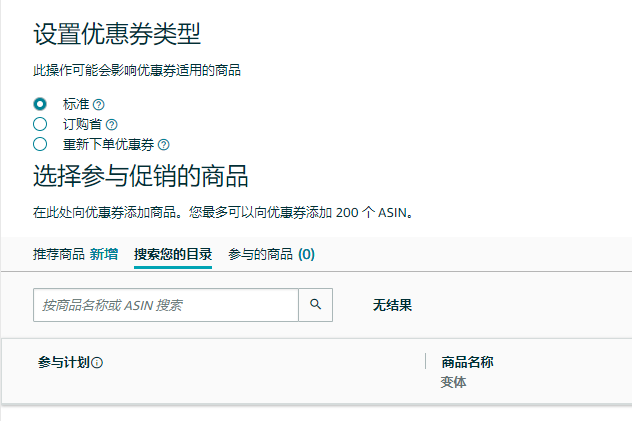 设置优惠券类型
此操作可能会影响优惠券适用的商品
标准
订购省
重新下单优惠券
选择参与促销的商品
在此处向优惠券添加商品。您最多可以向优惠券添加 200 个 ASIN。
推荐商品 新增 搜索您的目录 参与的商品 (0)
按商品名称或 ASIN 搜索 无结果
参与计划 商品名称
变体